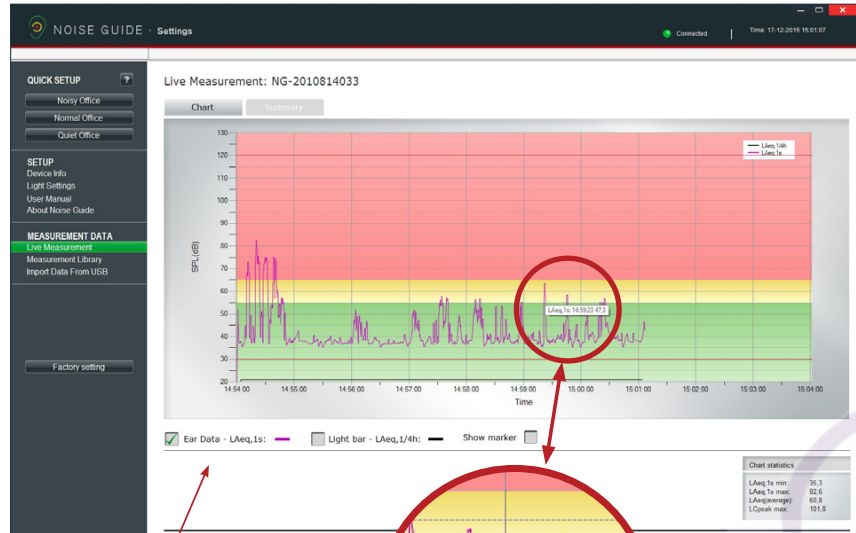 NOISE GUIDE · Settings
Connected
Time: 17-12-2015 15:01:07
QUICK SETUP ?
Noisy Office
Normal Office
Quiet Office
SETUP
Device Info
Light Settings
User Manual
About Noise Guide
MEASUREMENT DATA
Live Measurement
Measurement Library
Import Data From USB
Factory setting
Live Measurement: NG-2010814033
Chart Summary
LAeq,1/4h
LAeq,1s
SPL(dB)
130
120
110
100
90
80
70
60
50
40
30
20
LAeq,1s: 14:59:23 47,3
14:54:00 14:55:00 14:56:00 14:57:00 14:58:00 14:59:00 15:00:00 15:01:00 15:02:00 15:03:00 15:04:00
Time
Ear Data - LAeq,1s: Light bar - LAeq,1/4h: Show marker
Chart statistics
LAeq,1s min: 35,3
LAeq,1s max: 82,6
LAeq(average): 60,8
LCpeak max: 101,8